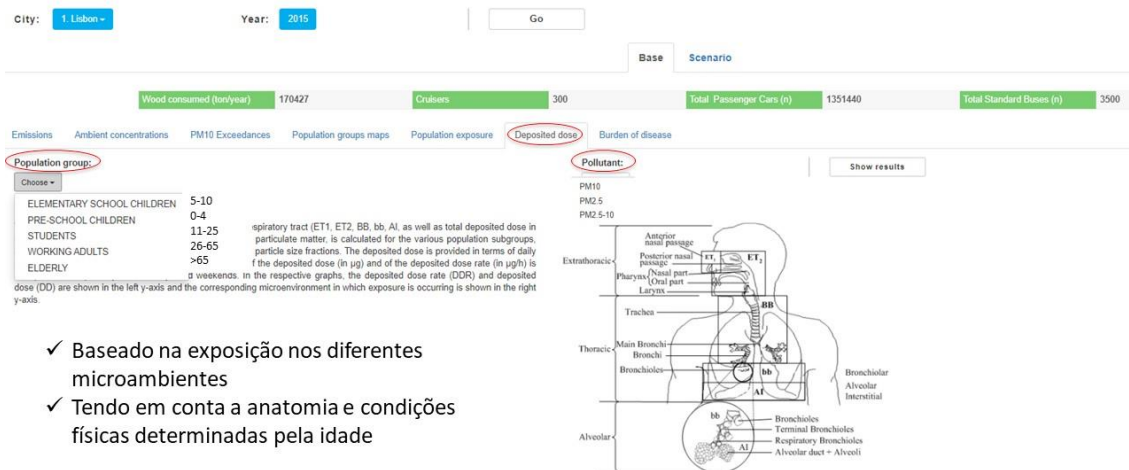 City: 1. Lisbon Year: 2015 Go
Base Scenario
Wood consumed (ton/year) 170427 Cruisers 300 Total Passenger Cars (n) 1351440 Total Standard Buses (n) 3500
Emissions Ambient concentrations PM10 Exceedances Population groups maps Population exposure Deposited dose Burden of disease
Population group:
Choose
ELEMENTARY SCHOOL CHILDREN 5-10
PRE-SCHOOL CHILDREN 0-4
STUDENTS 11-25
WORKING ADULTS 26-65
ELDERLY >65
espiratory tract (ET1, ET2, BB, bb, AI, as well as total deposited dose in
particulate matter, is calculated for the various population subgroups,
particle size fractions. The deposited dose is provided in terms of daily
f the deposited dose (in µg) and of the deposited dose rate (in µg/h) is
d weekends. In the respective graphs, the deposited dose rate (DDR) and deposited
dose (DD) are shown in the left y-axis and the corresponding microenvironment in which exposure is occurring is shown in the right
y-axis.
✓ Baseado na exposição nos diferentes
microambientes
✓ Tendo em conta a anatomia e condições
físicas determinadas pela idade
Pollutant: Show results
PM10
PM2.5
PM2.5-10
Extrathoracic
Anterior
nasal passage
Posterior nasal
passage
Pharynx
Nasal part
Oral part
Larynx
ET1
ET2
Thoracic
Trachea
Main Bronchi
Bronchi
Bronchioles
BB
bb
AI
Bronchiolar
Alveolar
Interstitial
Alveolar
bb
AI
Bronchioles
Terminal Bronchioles
Respiratory Bronchioles
Alveolar duct + Alveoli